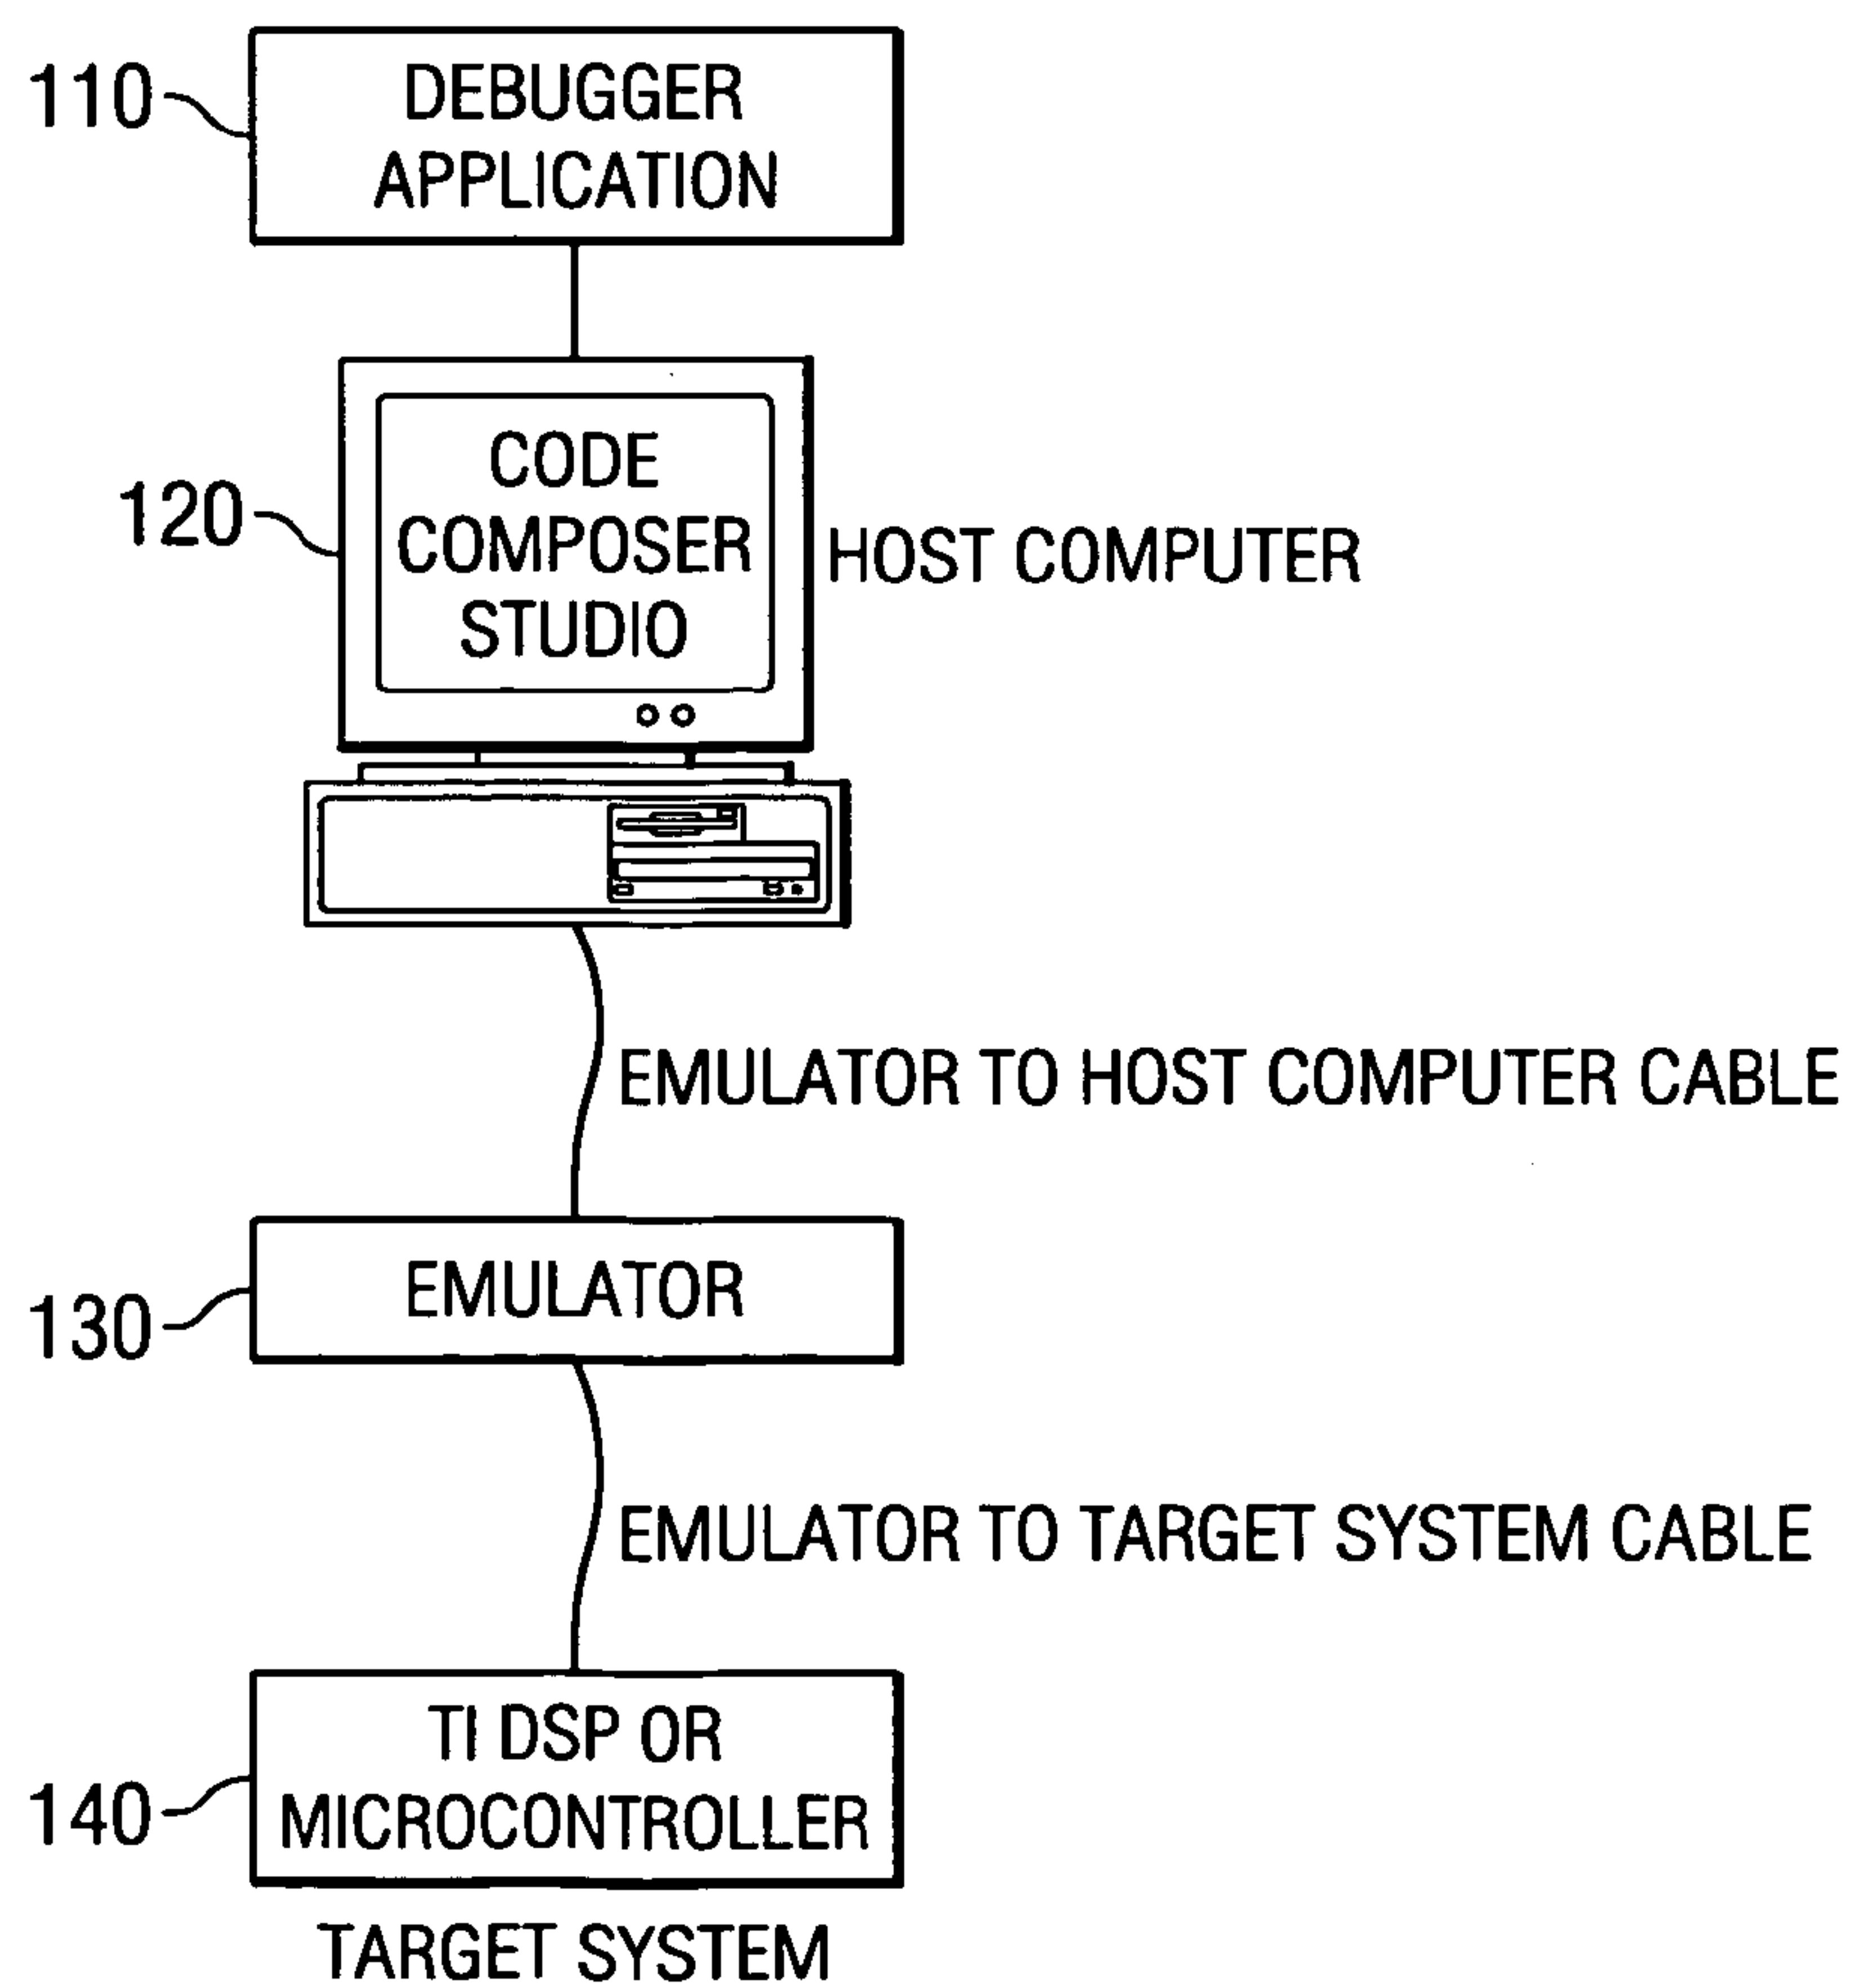 110
DEBUGGER
APPLICATION
120
CODE
COMPOSER
STUDIO
HOST COMPUTER
EMULATOR TO HOST COMPUTER CABLE
130
EMULATOR
EMULATOR TO TARGET SYSTEM CABLE
140
TI DSP OR
MICROCONTROLLER
TARGET SYSTEM